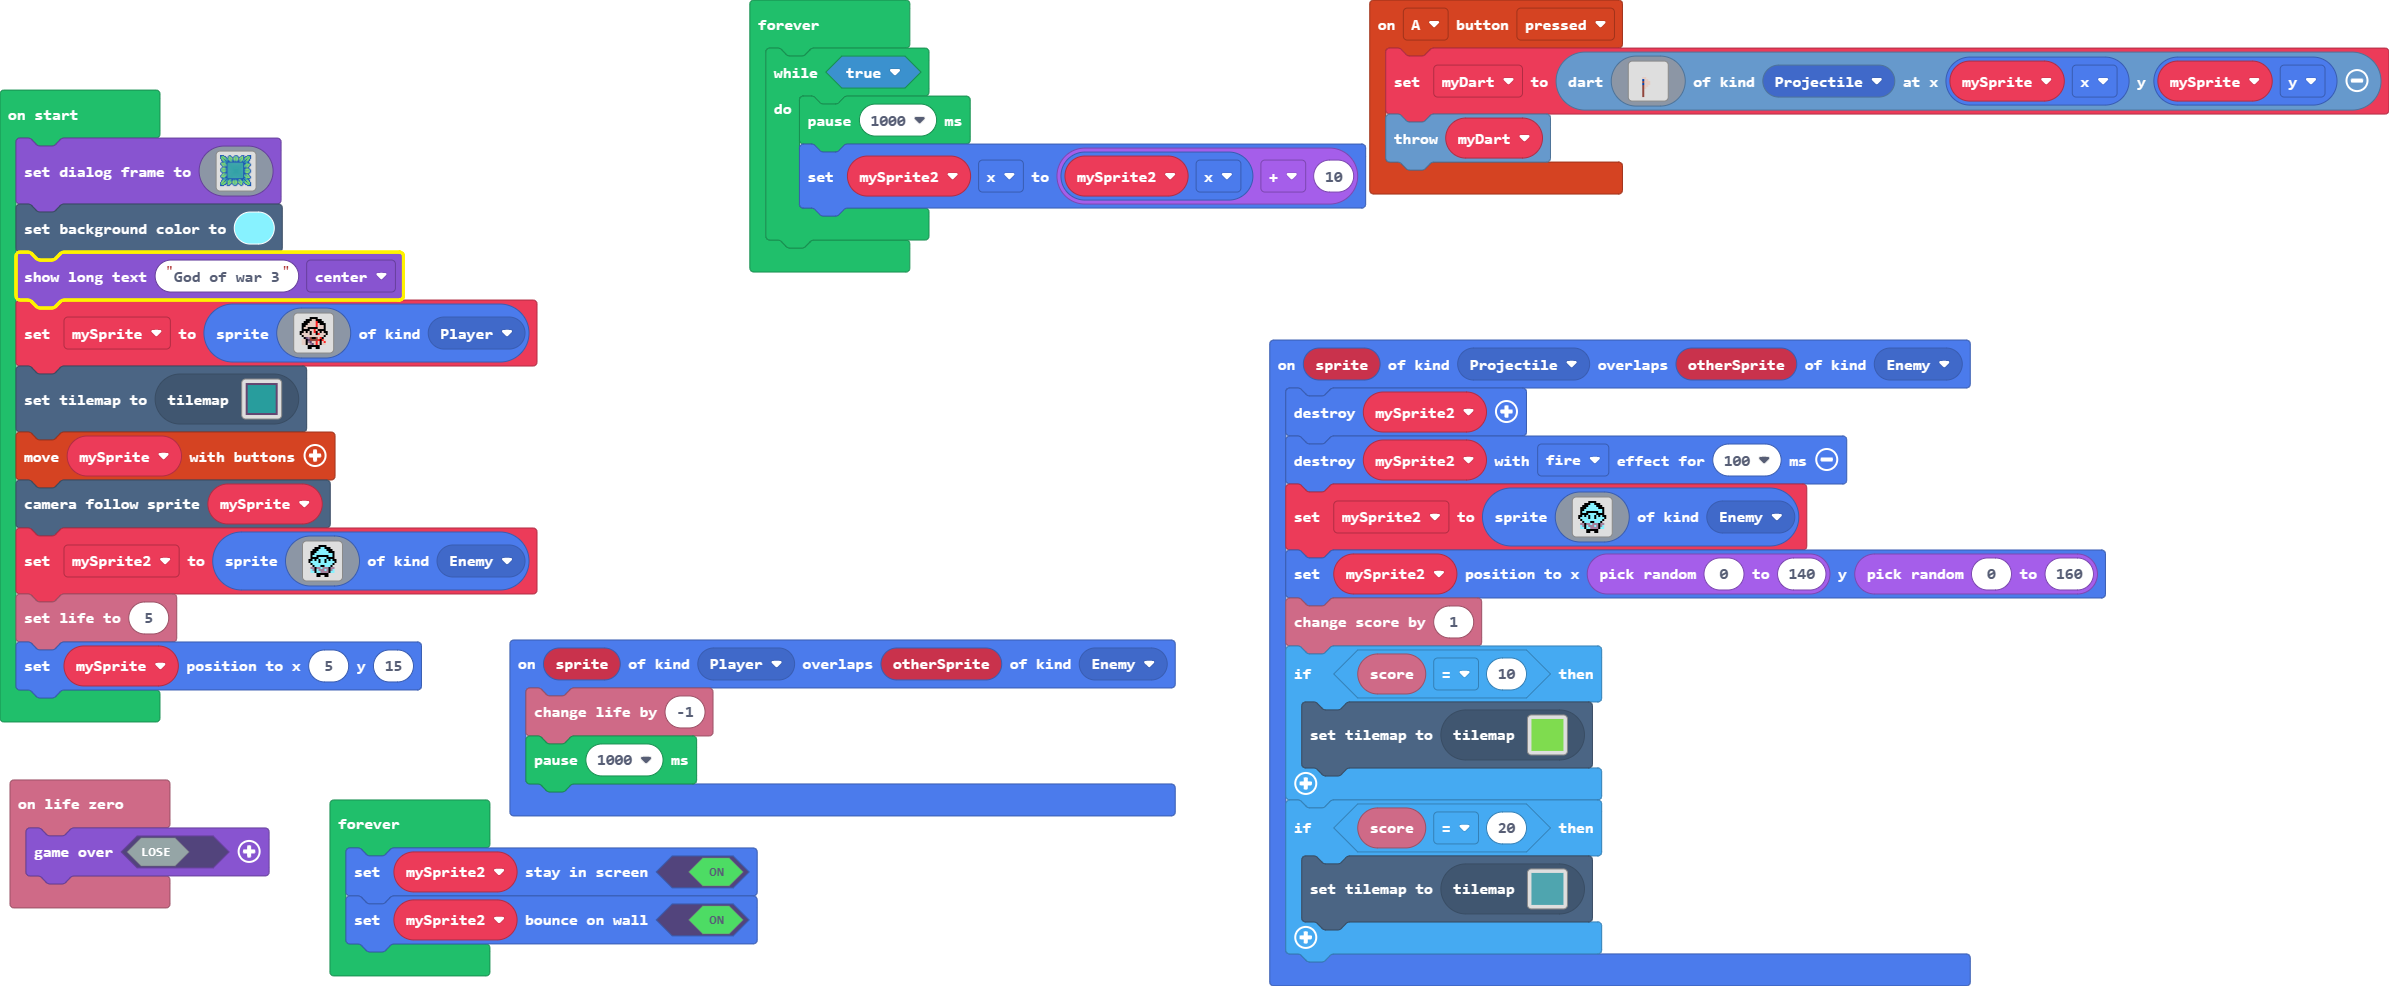 on start
set dialog frame to
set background color to
show long text "God of war 3" center
set mySprite to sprite of kind Player
set tilemap to tilemap
move mySprite with buttons
camera follow sprite mySprite
set mySprite2 to sprite of kind Enemy
set life to 5
set mySprite position to x 5 y 15
on life zero
game over LOSE
forever
set mySprite2 stay in screen ON
set mySprite2 bounce on wall ON
on sprite of kind Player overlaps otherSprite of kind Enemy
change life by -1
pause 1000 ms
forever
while true
do
pause 1000 ms
set mySprite2 x to mySprite2 x + 10
on A button pressed
set myDart to dart of kind Projectile at x mySprite x y mySprite y
throw myDart
on sprite of kind Projectile overlaps otherSprite of kind Enemy
destroy mySprite2
destroy mySprite2 with fire effect for 100 ms
set mySprite2 to sprite of kind Enemy
set mySprite2 position to x pick random 0 to 140 y pick random 0 to 160
change score by 1
if score = 10 then
set tilemap to tilemap
if score = 20 then
set tilemap to tilemap